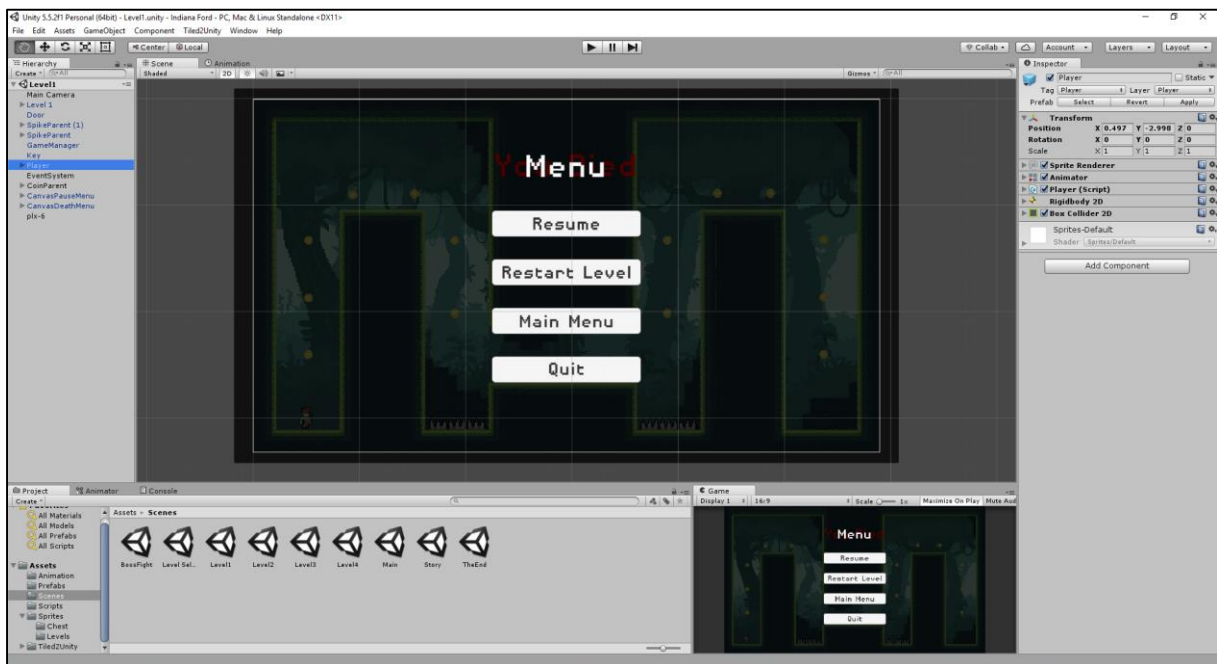 Unity 5.5.2f1 Personal (64bit) - Level1.unity - Indiana Ford - PC, Mac & Linux Standalone <DX11>
File Edit Assets GameObject Component Tiled2Unity Window Help
Center Local Collab Account Layers Layout
Hierarchy
Create All
Level1
Main Camera
Level 1
Door
SpikeParent (1)
SpikeParent
GameManager
Key
Player
EventSystem
CoinParent
CanvasPauseMenu
CanvasDeathMenu
plx-6
Scene Animation
Shaded 2D Gizmos All
You Died
Menu
Resume
Restart Level
Main Menu
Quit
Inspector
Player Static
Tag Player Layer Player
Prefab Select Revert Apply
Transform
Position X 0.497 Y -2.998 Z 0
Rotation X 0 Y 0 Z 0
Scale X 1 Y 1 Z 1
Sprite Renderer
Animator
Player (Script)
Rigidbody 2D
Box Collider 2D
Sprites-Default
Shader Sprites/Default
Add Component
Project Animator Console
Create
Favorites
All Materials
All Models
All Prefabs
All Scripts
Assets
Animation
Prefabs
Scenes
Scripts
Sprites
Chest
Levels
Tiled2Unity
Assets Scenes
BossFight Level Sel... Level1 Level2 Level3 Level4 Main Story TheEnd
Game
Display 1 16:9 Scale 1x Maximize On Play Mute Aud
Menu
Resume
Restart Level
Main Menu
Quit